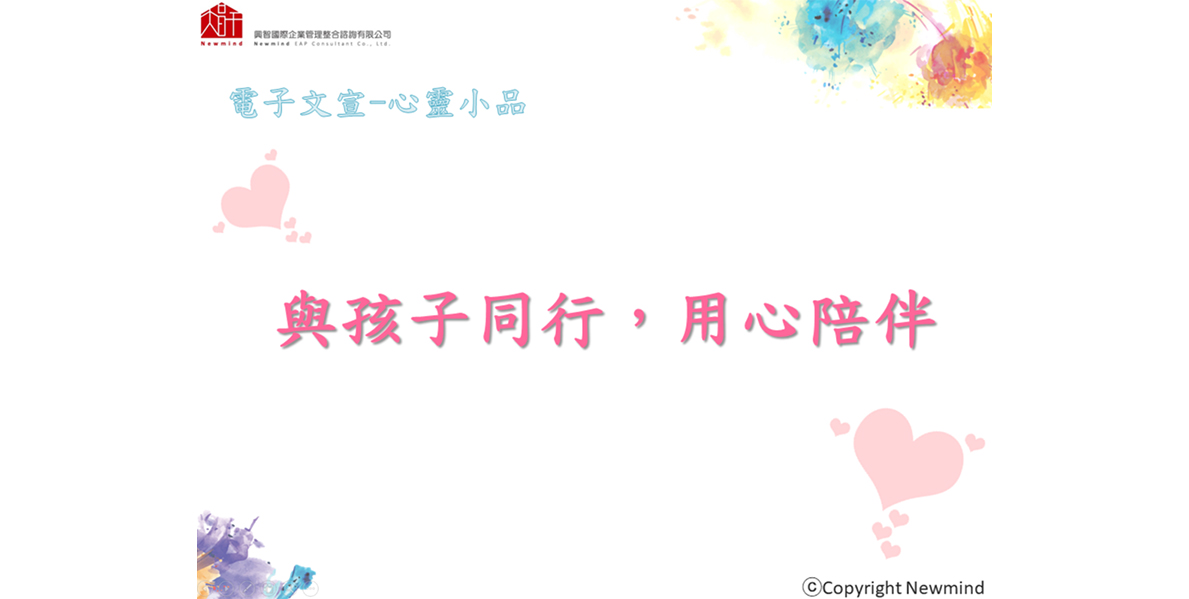 Newmind
興智國際企業管理整合諮詢有限公司
Newmind EAP Consultant Co., Ltd.
電子文宣-心靈小品
與孩子同行，用心陪伴
ⓒCopyright Newmind